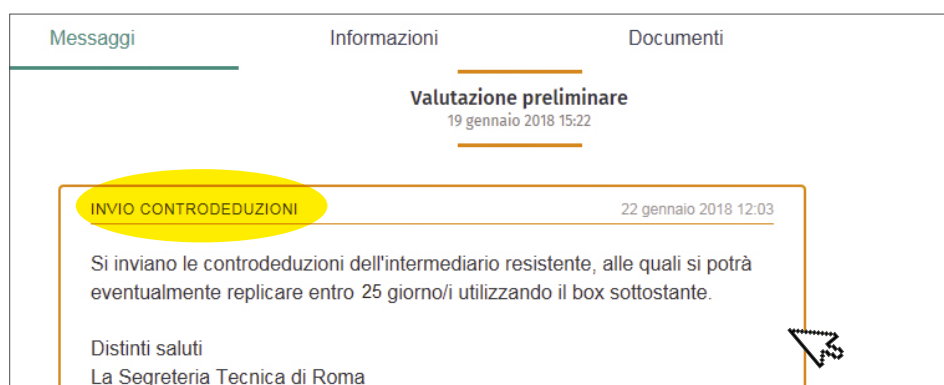 Messaggi Informazioni Documenti
Valutazione preliminare
19 gennaio 2018 15:22
INVIO CONTRODEDUZIONI 22 gennaio 2018 12:03
Si inviano le controdeduzioni dell'intermediario resistente, alle quali si potrà
eventualmente replicare entro 25 giorno/i utilizzando il box sottostante.
Distinti saluti
La Segreteria Tecnica di Roma